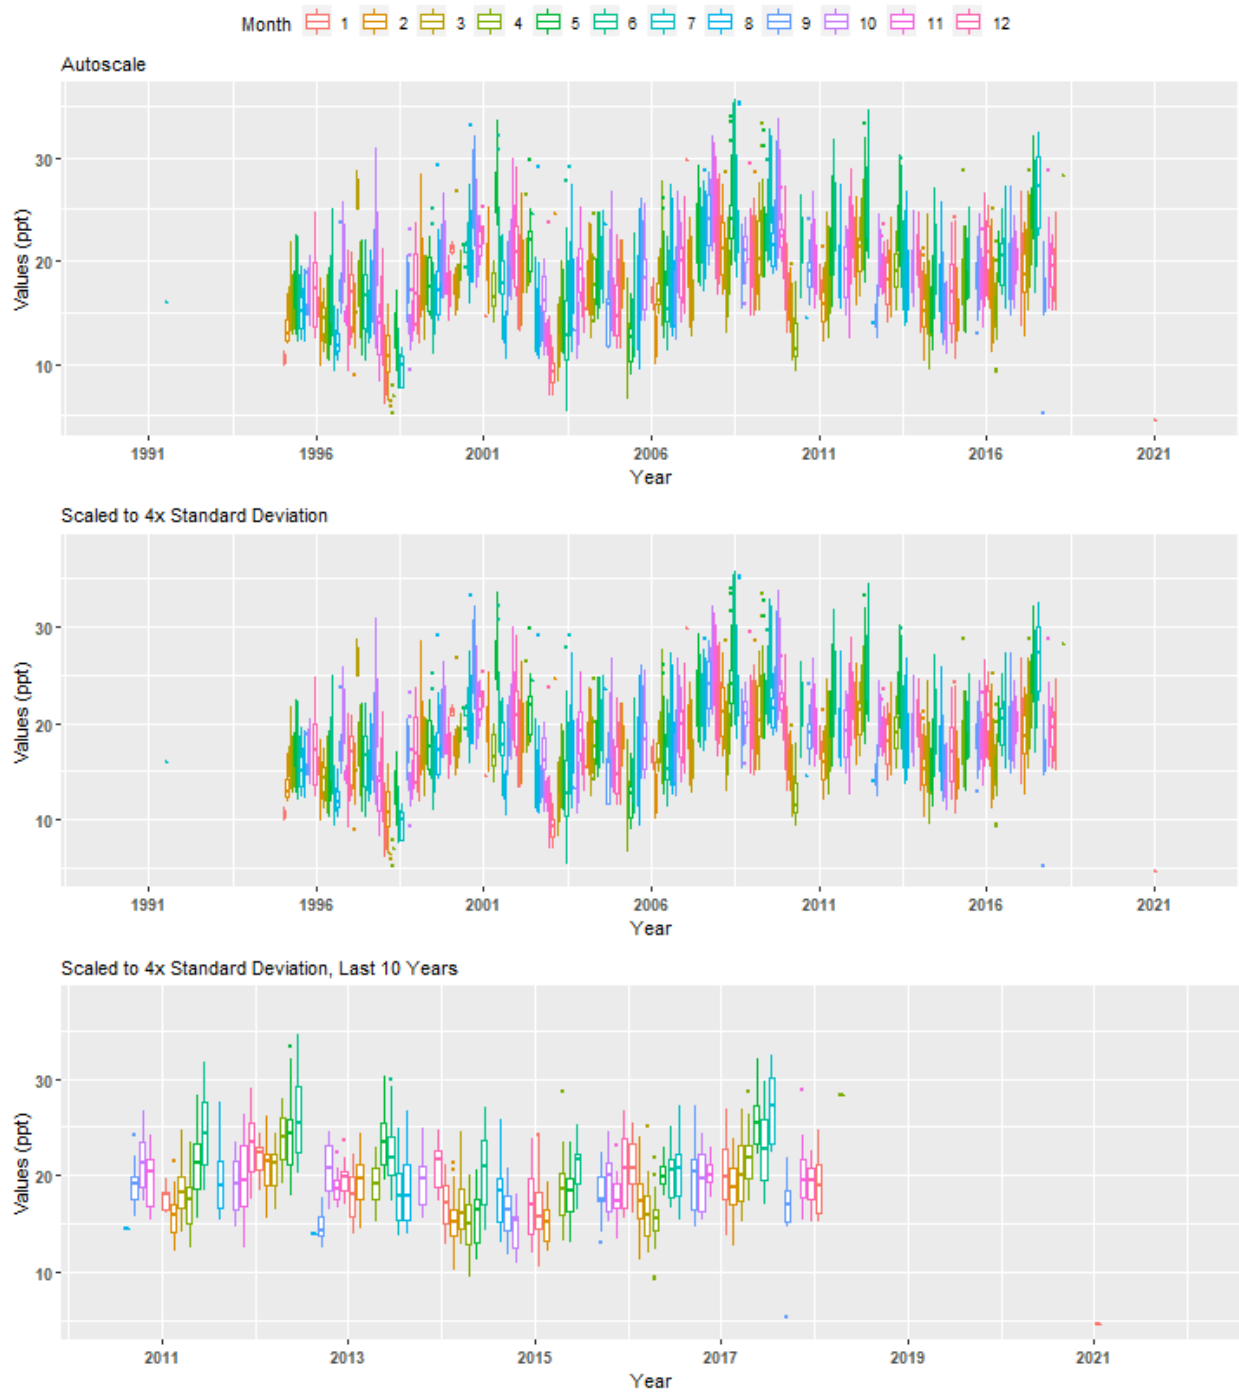 Month 1 2 3 4 5 6 7 8 9 10 11 12
Autoscale
Values (ppt)
30
20
10
1991 1996 2001 2006 2011 2016 2021
Year
Scaled to 4x Standard Deviation
Values (ppt)
30
20
10
1991 1996 2001 2006 2011 2016 2021
Year
Scaled to 4x Standard Deviation, Last 10 Years
Values (ppt)
30
20
10
2011 2013 2015 2017 2019 2021
Year